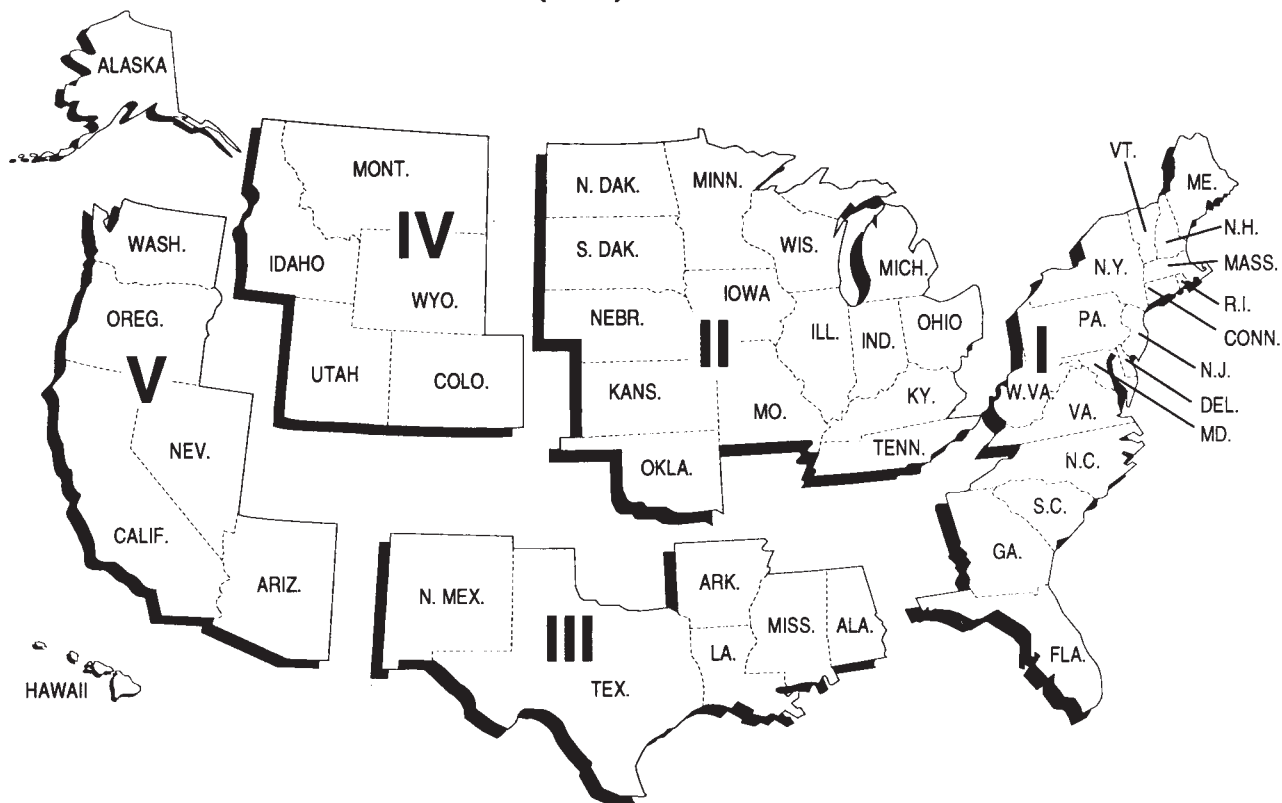 ALASKA
MONT.
IV
IDAHO
WYO.
UTAH
COLO.
WASH.
OREG.
V
NEV.
CALIF.
ARIZ.
HAWAII
N. DAK.
MINN.
S. DAK.
WIS.
MICH.
IOWA
NEBR.
II
ILL.
IND.
OHIO
KANS.
MO.
KY.
OKLA.
TENN.
VT.
ME.
N.H.
MASS.
N.Y.
R.I.
PA.
CONN.
I
N.J.
W.VA.
DEL.
VA.
MD.
N.C.
S.C.
GA.
FLA.
N. MEX.
ARK.
III
MISS.
ALA.
LA.
TEX.